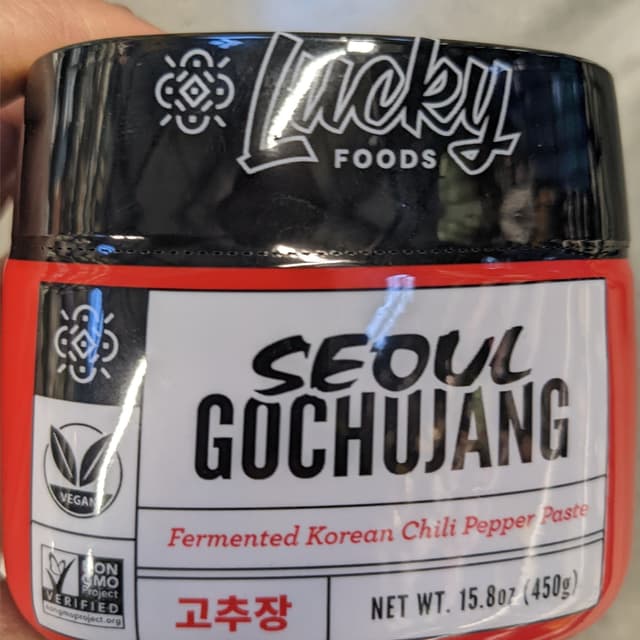 Lucky
FOODS
SEOUL
GOCHUJANG
VEGAN
Fermented Korean Chili Pepper Paste
NON
GMO
Project
VERIFIED
nongmoproject.org
고추장
NET WT. 15.8oz (450g)